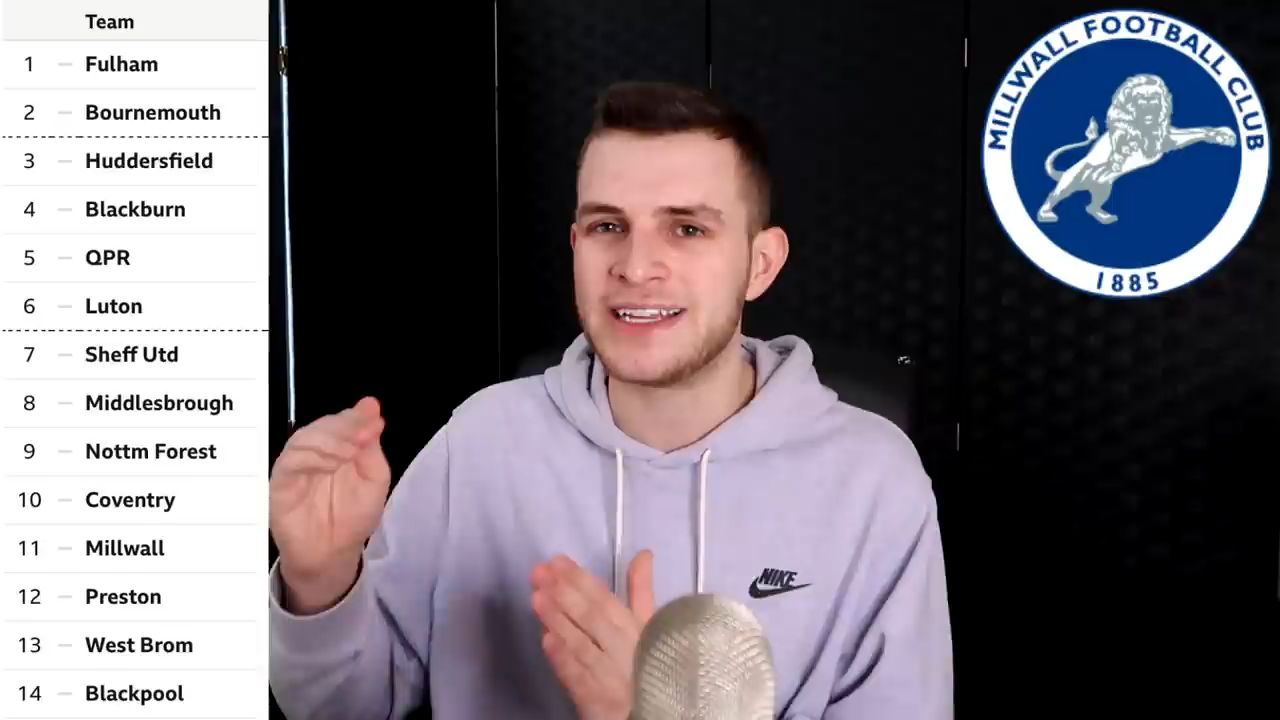 Team
1 Fulham
2 Bournemouth
3 Huddersfield
4 Blackburn
5 QPR
6 Luton
7 Sheff Utd
8 Middlesbrough
9 Nottm Forest
10 Coventry
11 Millwall
12 Preston
13 West Brom
14 Blackpool
MILLWALL FOOTBALL CLUB
1885
NIKE